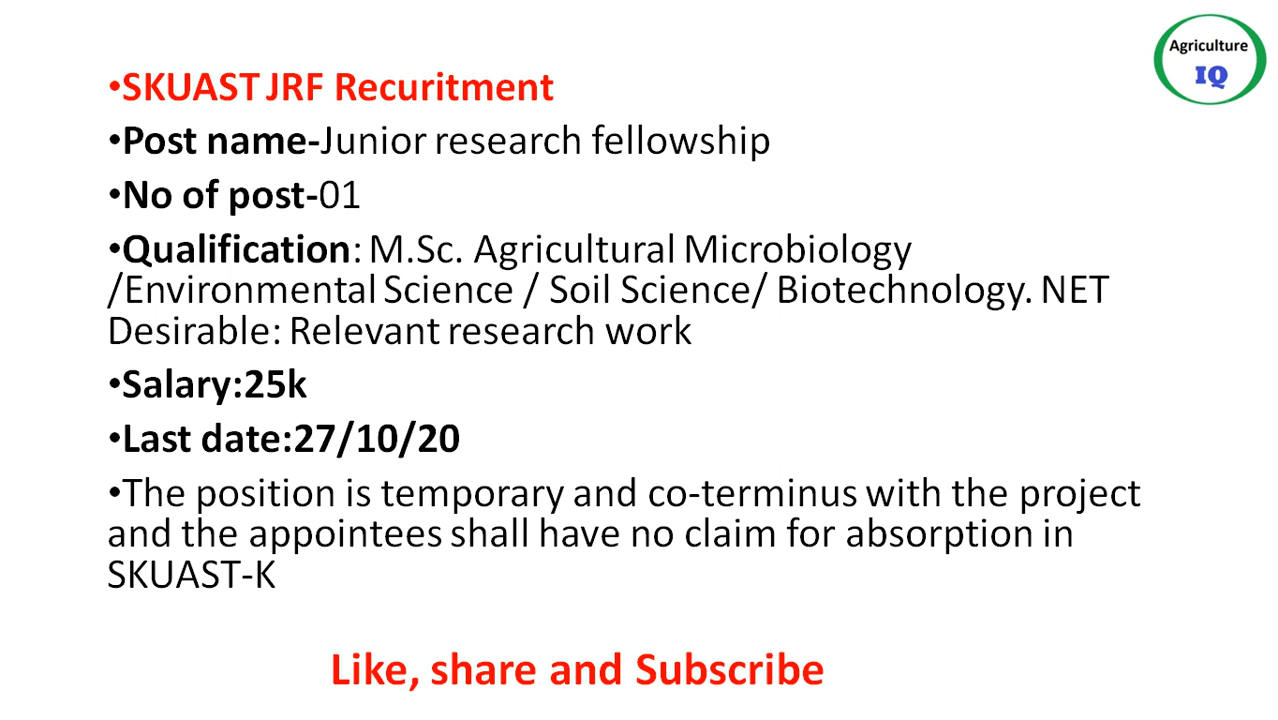 Agriculture
IQ
•SKUAST JRF Recuritment
•Post name-Junior research fellowship
•No of post-01
•Qualification: M.Sc. Agricultural Microbiology
/Environmental Science / Soil Science/ Biotechnology. NET
Desirable: Relevant research work
•Salary:25k
•Last date:27/10/20
•The position is temporary and co-terminus with the project
and the appointees shall have no claim for absorption in
SKUAST-K
Like, share and Subscribe